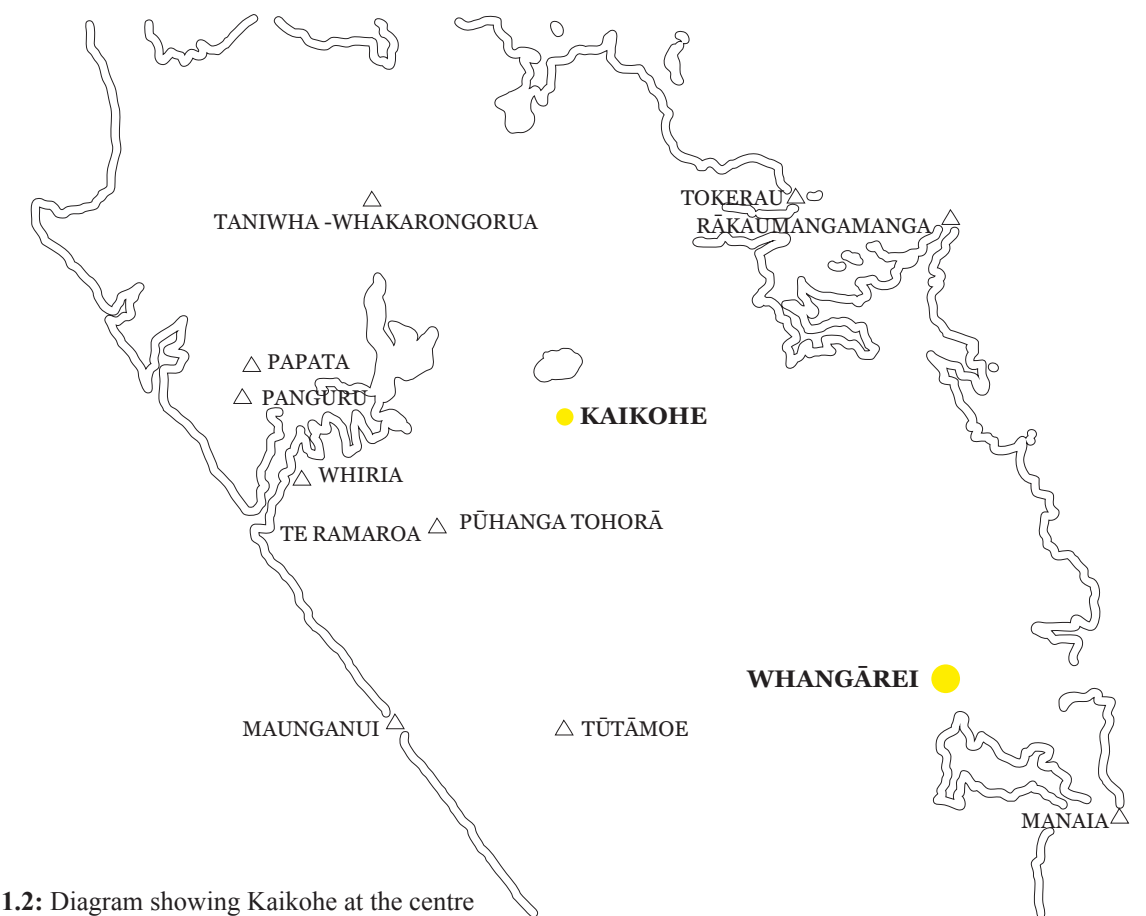 TOKERAU
TANIWHA -WHAKARONGORUA
RĀKAUMANGAMANGA
PAPATA
PANGURU
KAIKOHE
WHIRIA
PŪHANGA TOHORĀ
TE RAMAROA
WHANGĀREI
MAUNGANUI
TŪTĀMOE
MANAIA
1.2: Diagram showing Kaikohe at the centre